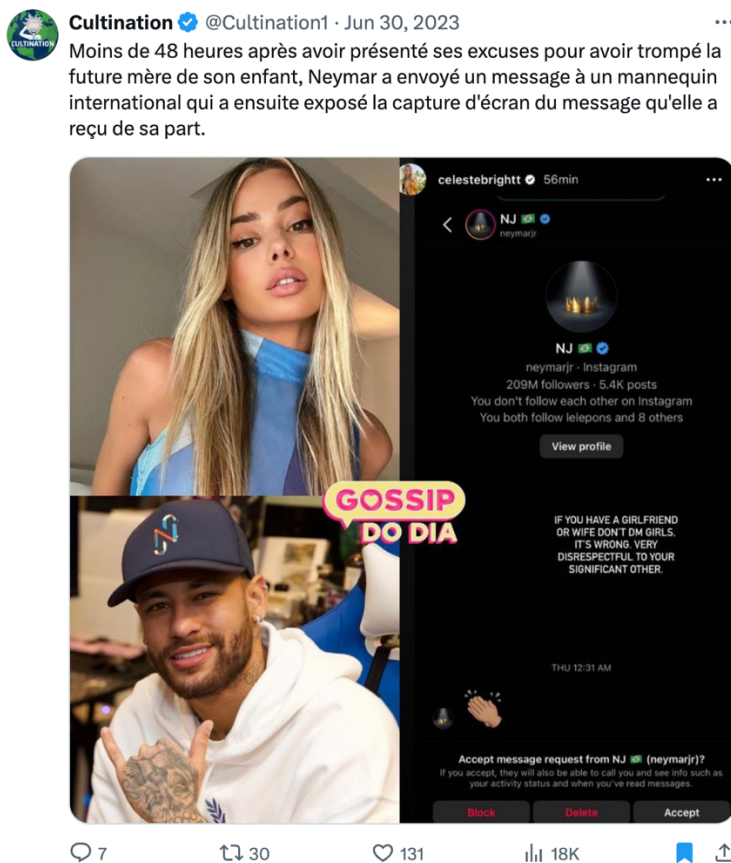 Cultination @Cultination1 · Jun 30, 2023
CULTINATION
Moins de 48 heures après avoir présenté ses excuses pour avoir trompé la
future mère de son enfant, Neymar a envoyé un message à un mannequin
international qui a ensuite exposé la capture d'écran du message qu'elle a
reçu de sa part.
celestebrightt 56min
NJ
neymarjr
NJ
neymarjr · Instagram
209M followers · 5.4K posts
You don't follow each other on Instagram
You both follow lelepons and 8 others
View profile
GOSSIP
DO DIA
IF YOU HAVE A GIRLFRIEND
OR WIFE DON'T DM GIRLS.
IT'S WRONG. VERY
DISRESPECTFUL TO YOUR
SIGNIFICANT OTHER.
THU 12:31 AM
Accept message request from NJ (neymarjr)?
If you accept, they will also be able to call you and see info such as
your activity status and when you've read messages.
Block Delete Accept
7 30 131 18K